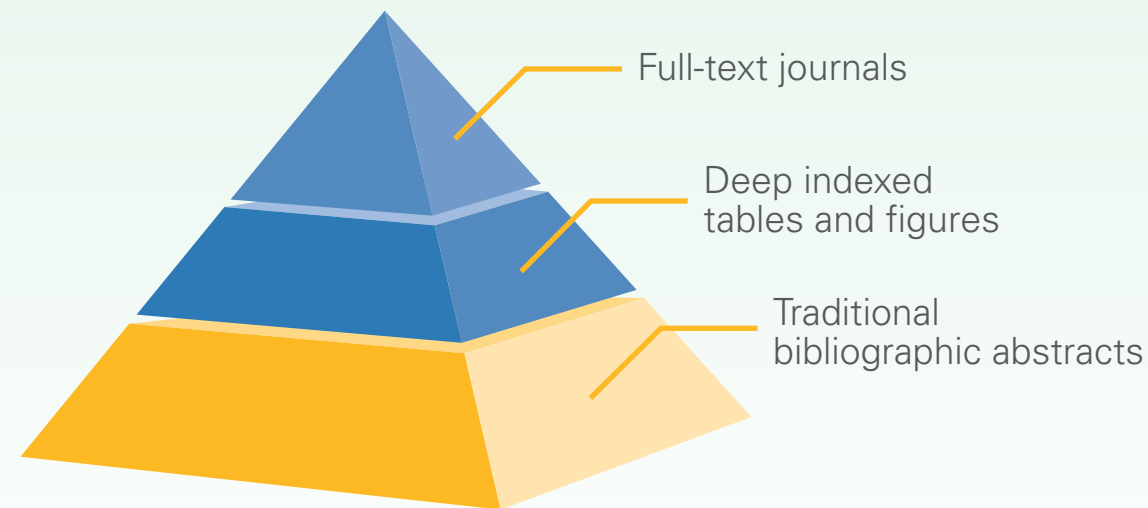 Full-text journals
Deep indexed
tables and figures
Traditional
bibliographic abstracts